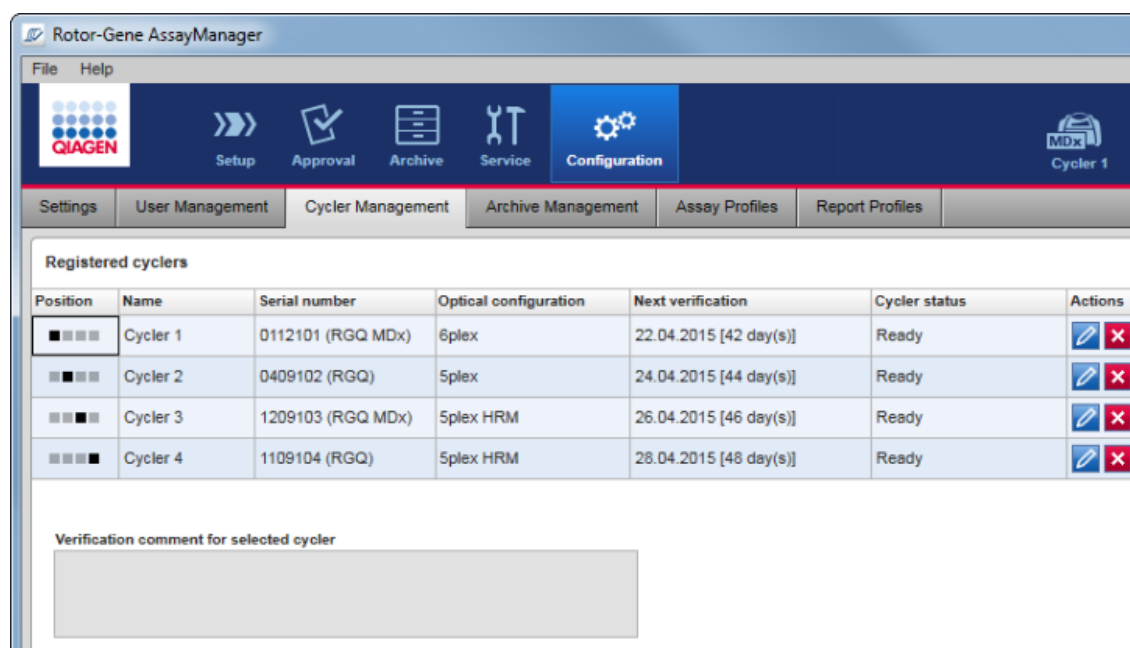 Rotor-Gene AssayManager
File Help
QIAGEN
Setup Approval Archive Service Configuration
MDx
Cycler 1
Settings User Management Cycler Management Archive Management Assay Profiles Report Profiles
Registered cyclers
Position Name Serial number Optical configuration Next verification Cycler status Actions
Cycler 1 0112101 (RGQ MDx) 6plex 22.04.2015 [42 day(s)] Ready
Cycler 2 0409102 (RGQ) 5plex 24.04.2015 [44 day(s)] Ready
Cycler 3 1209103 (RGQ MDx) 5plex HRM 26.04.2015 [46 day(s)] Ready
Cycler 4 1109104 (RGQ) 5plex HRM 28.04.2015 [48 day(s)] Ready
Verification comment for selected cycler